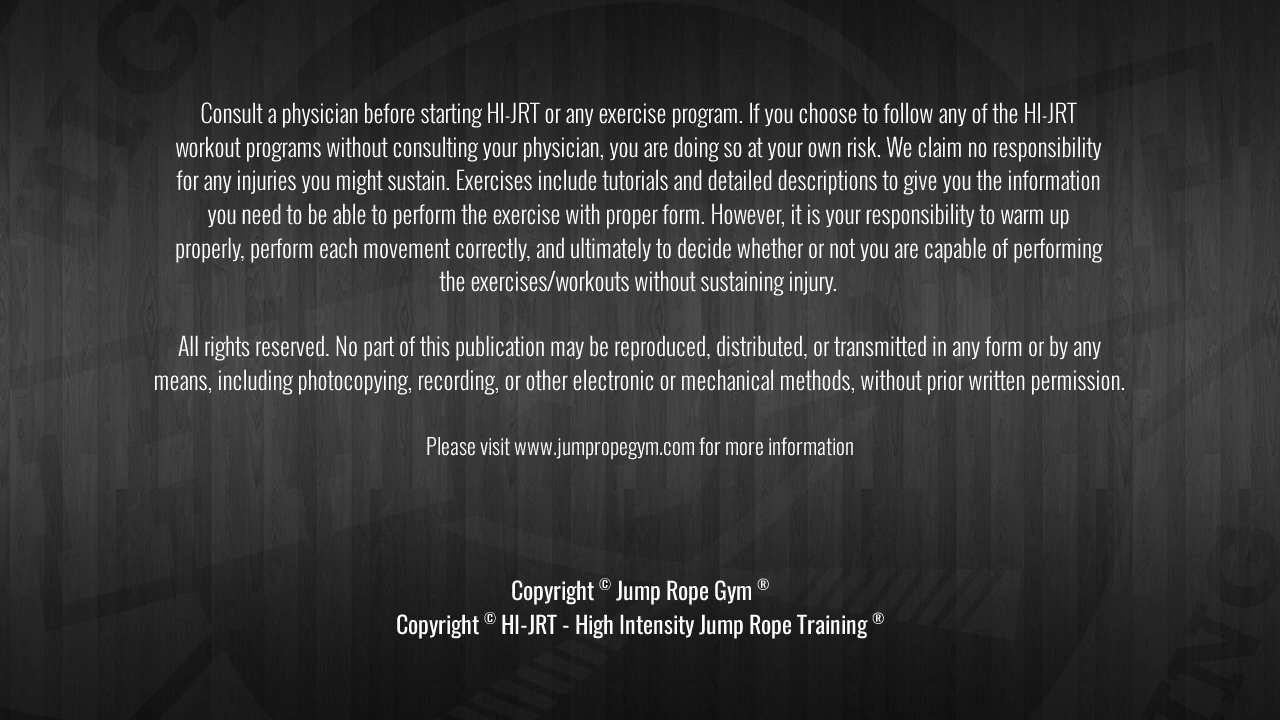 Consult a physician before starting HI-JRT or any exercise program. If you choose to follow any of the HI-JRT
workout programs without consulting your physician, you are doing so at your own risk. We claim no responsibility
for any injuries you might sustain. Exercises include tutorials and detailed descriptions to give you the information
you need to be able to perform the exercise with proper form. However, it is your responsibility to warm up
properly, perform each movement correctly, and ultimately to decide whether or not you are capable of performing
the exercises/workouts without sustaining injury.
All rights reserved. No part of this publication may be reproduced, distributed, or transmitted in any form or by any
means, including photocopying, recording, or other electronic or mechanical methods, without prior written permission.
Please visit www.jumpropegym.com for more information
Copyright © Jump Rope Gym ®
Copyright © HI-JRT - High Intensity Jump Rope Training ®